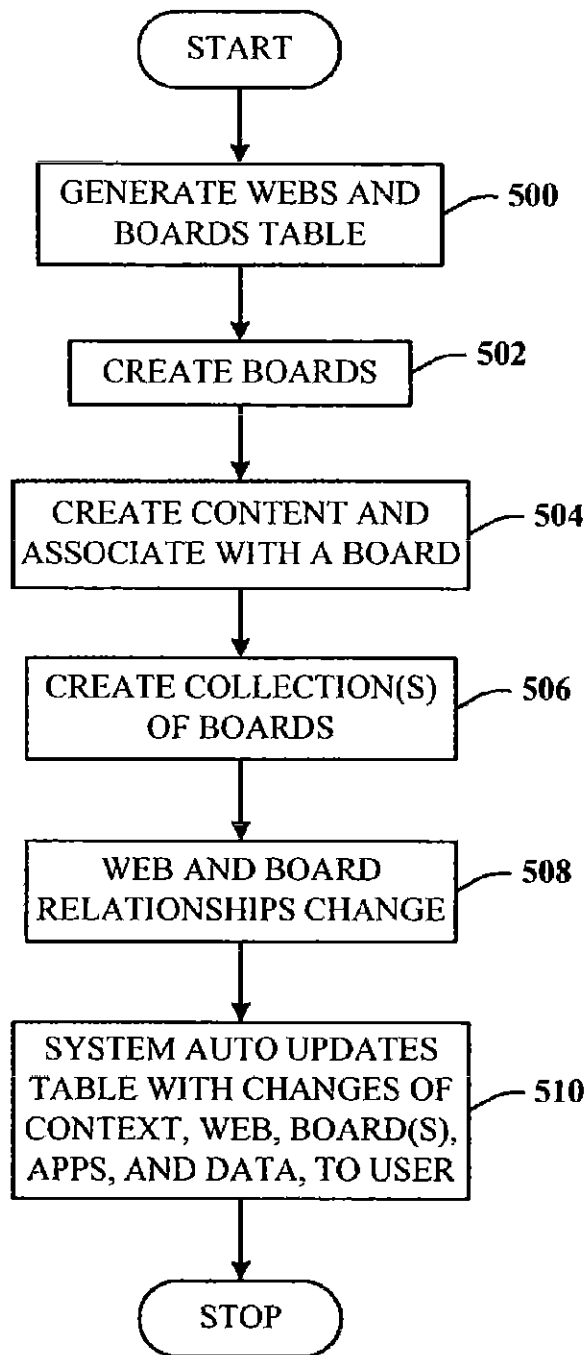 START
GENERATE WEBS AND
BOARDS TABLE
500
CREATE BOARDS
502
CREATE CONTENT AND
ASSOCIATE WITH A BOARD
504
CREATE COLLECTION(S)
OF BOARDS
506
WEB AND BOARD
RELATIONSHIPS CHANGE
508
SYSTEM AUTO UPDATES
TABLE WITH CHANGES OF
CONTEXT, WEB, BOARD(S),
APPS, AND DATA, TO USER
510
STOP